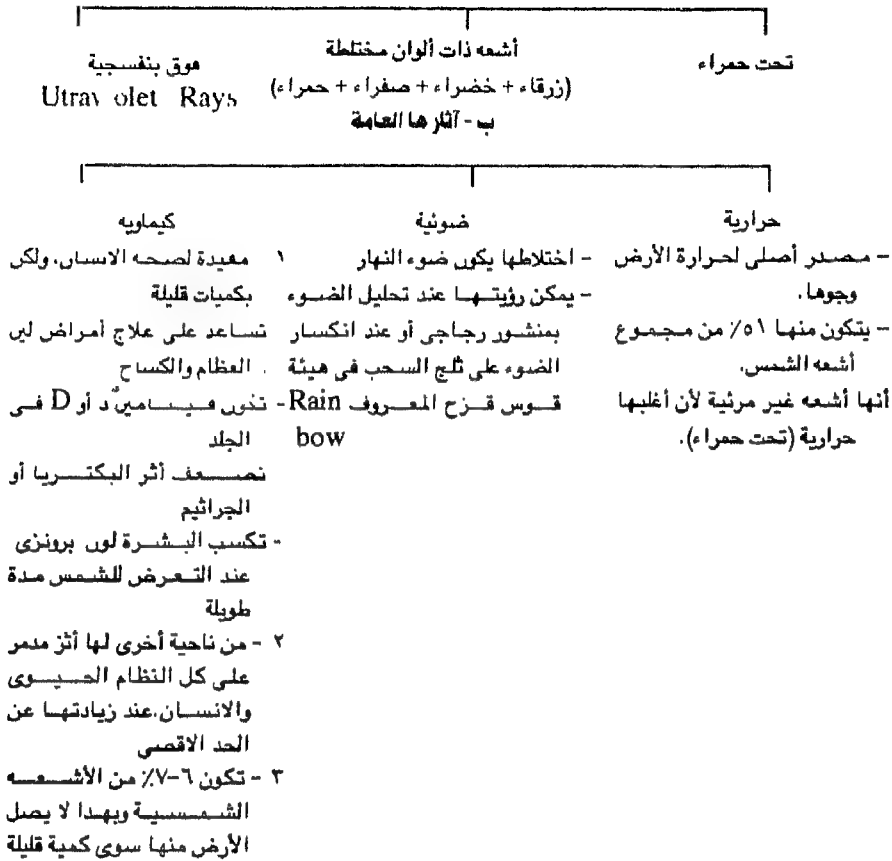 تحت حمراء
أشعه ذات ألوان مختلطة
(زرقاء + خضراء + صفراء + حمراء)
فوق بنفسجية
Utrav olet Rays
ب - آثارها العامة
حرارية
- مصدر أصلى لحرارة الأرض
وجوها.
- يتكون منها ٥١٪ من مجموع
أشعه الشمس.
أنها أشعه غير مرئية لأن أغلبها
حرارية (تحت حمراء).
ضوئية
- اختلاطها يكون ضوء النهار
- يمكن رؤيتها عند تحليل الضوء
بمنشور رجاجى أو عند انكسار
الضوء على ثلج السحب فى هيئة
قوس قزح المعروف Rain
bow
كيماويه
١ مفيدة لصحه الانسان، ولكن
بكميات قليلة
تساعد على علاج أمراض لين
. العظام والكساح
- تكون فيتامين د أو D فى
الجلد
تضعف أثر البكتريا أو
الجراثيم
- تكسب البشرة لون برونزى
عند التعرض للشمس مدة
طويلة
٢ - من ناحية أخرى لها أثر مدمر
على كل النظام الحيوى
والانسان.عند زيادتها عن
الحد الاقصى
٣ - تكون ٦-٧٪ من الأشعه
الشمسية وبهدا لا يصل
الأرض منها سوى كمية قليلة